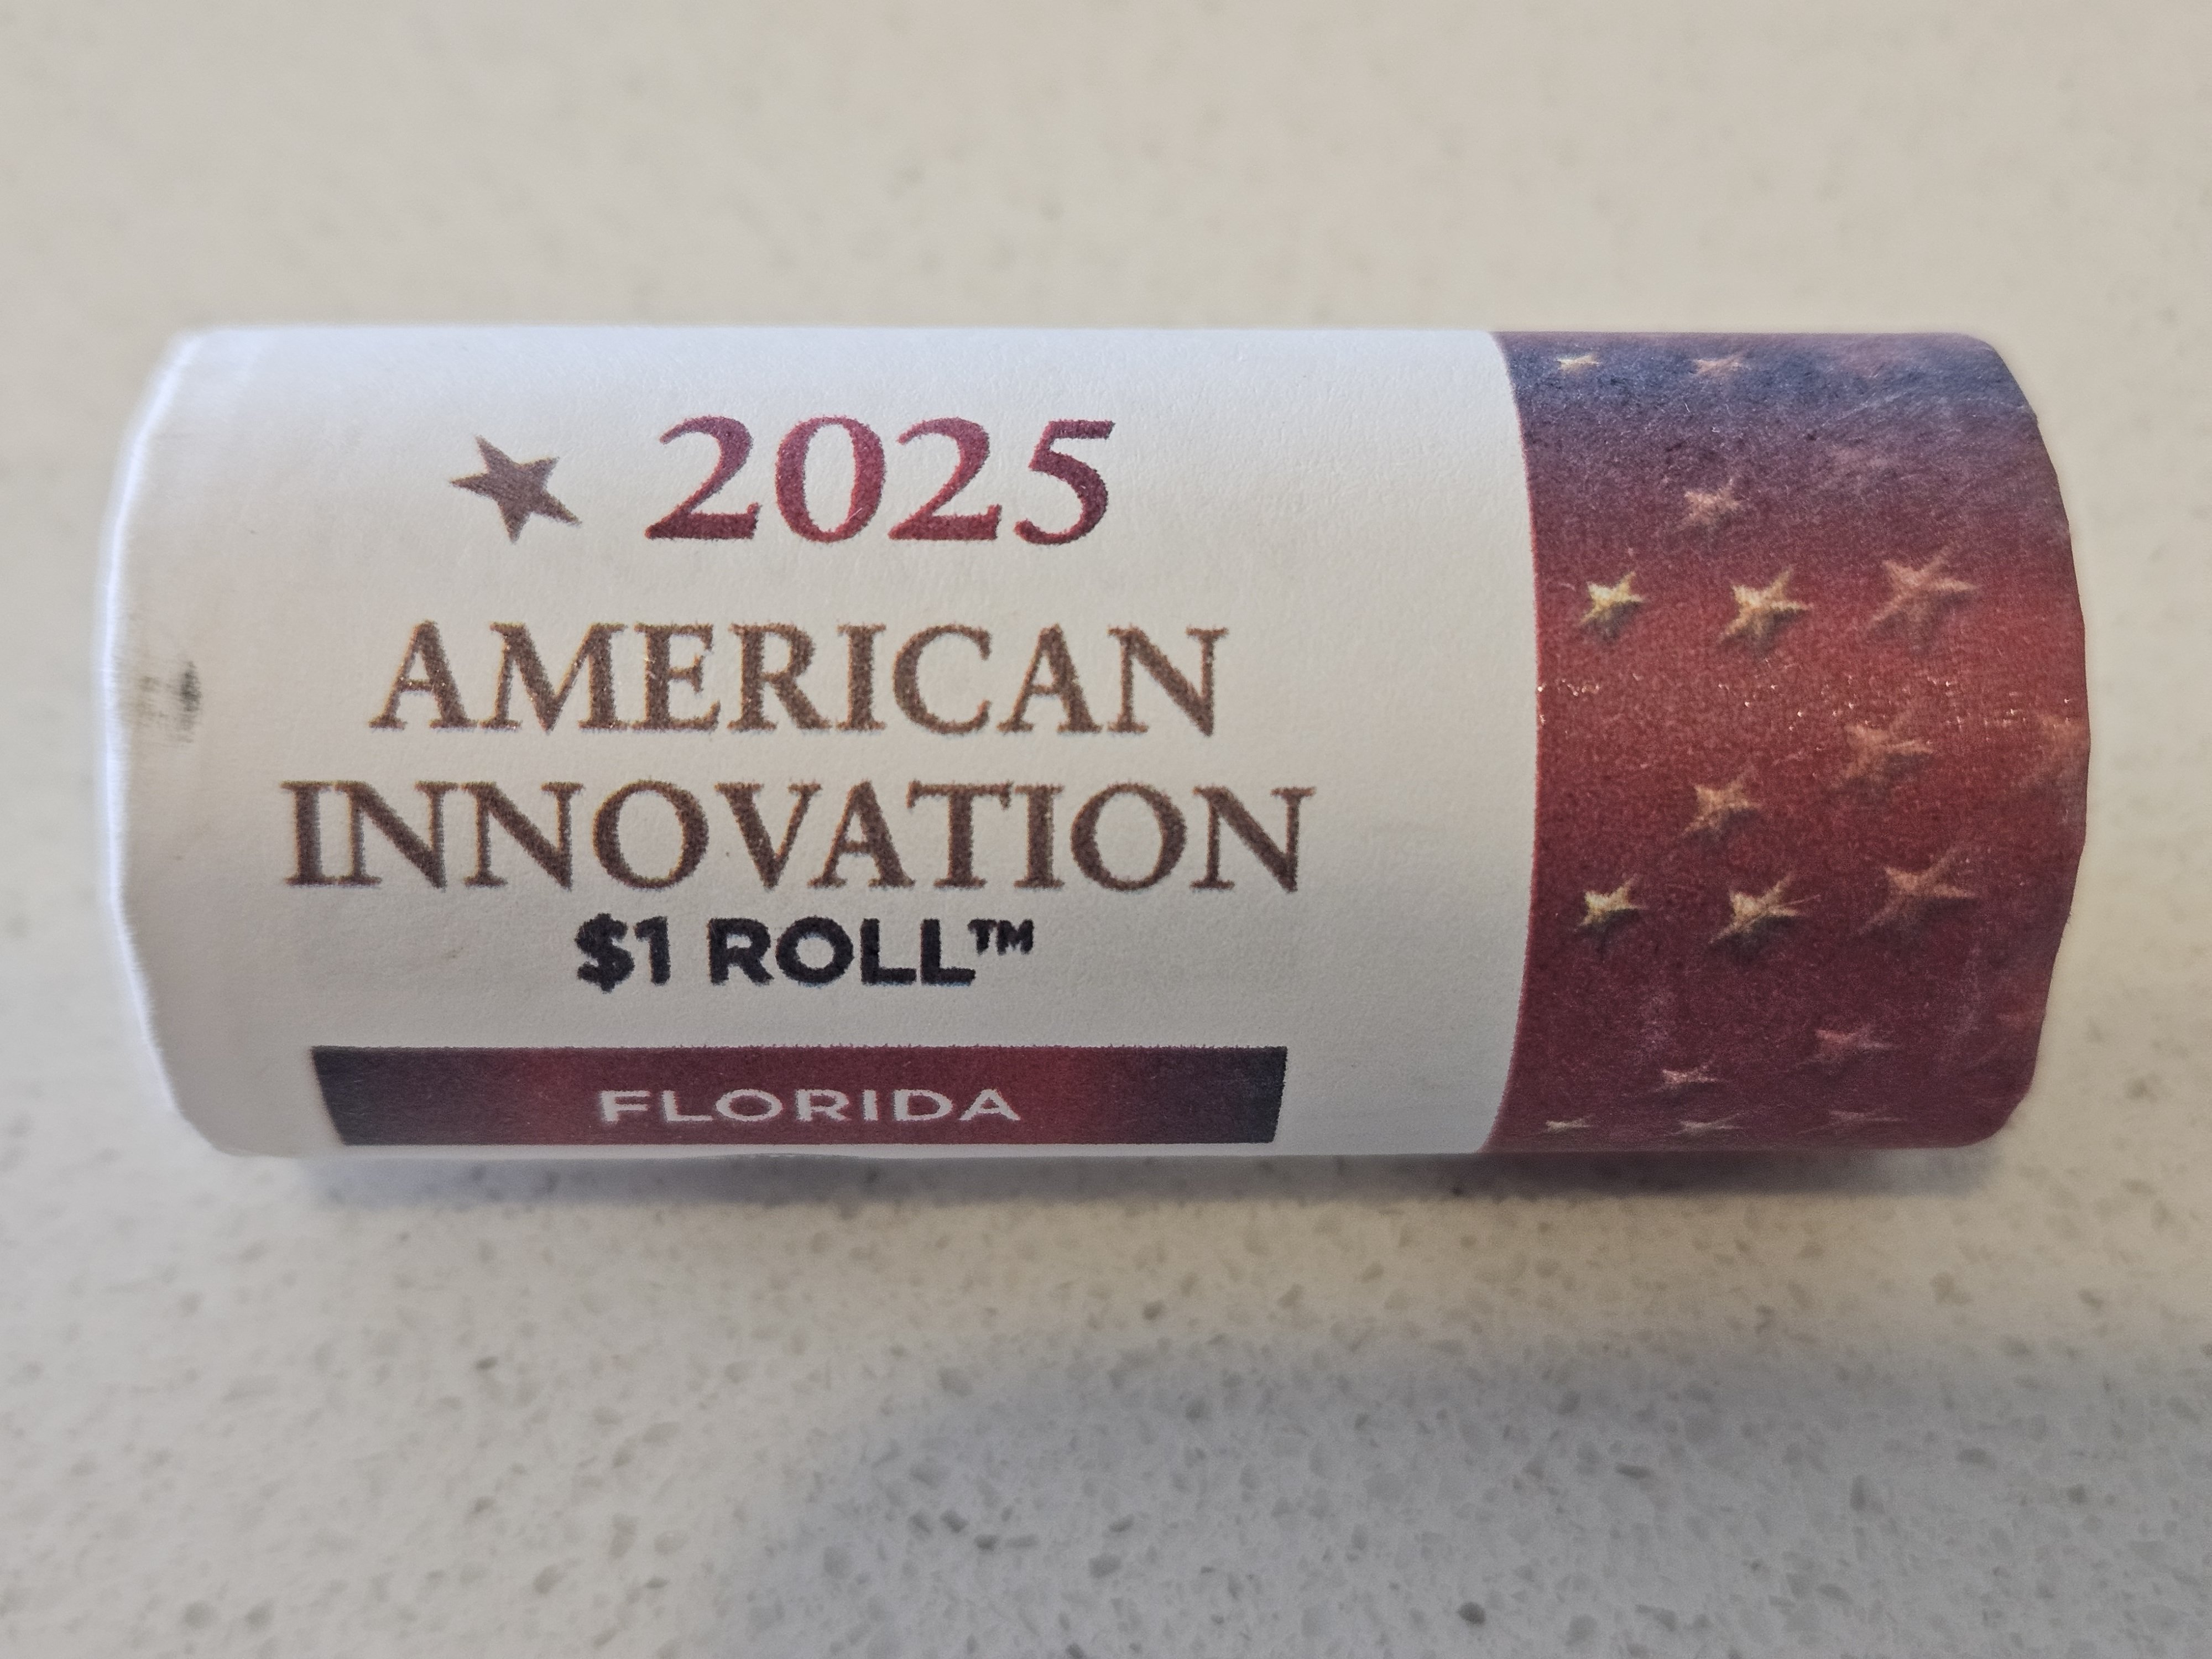 2025
AMERICAN
INNOVATION
$1 ROLL™
FLORIDA